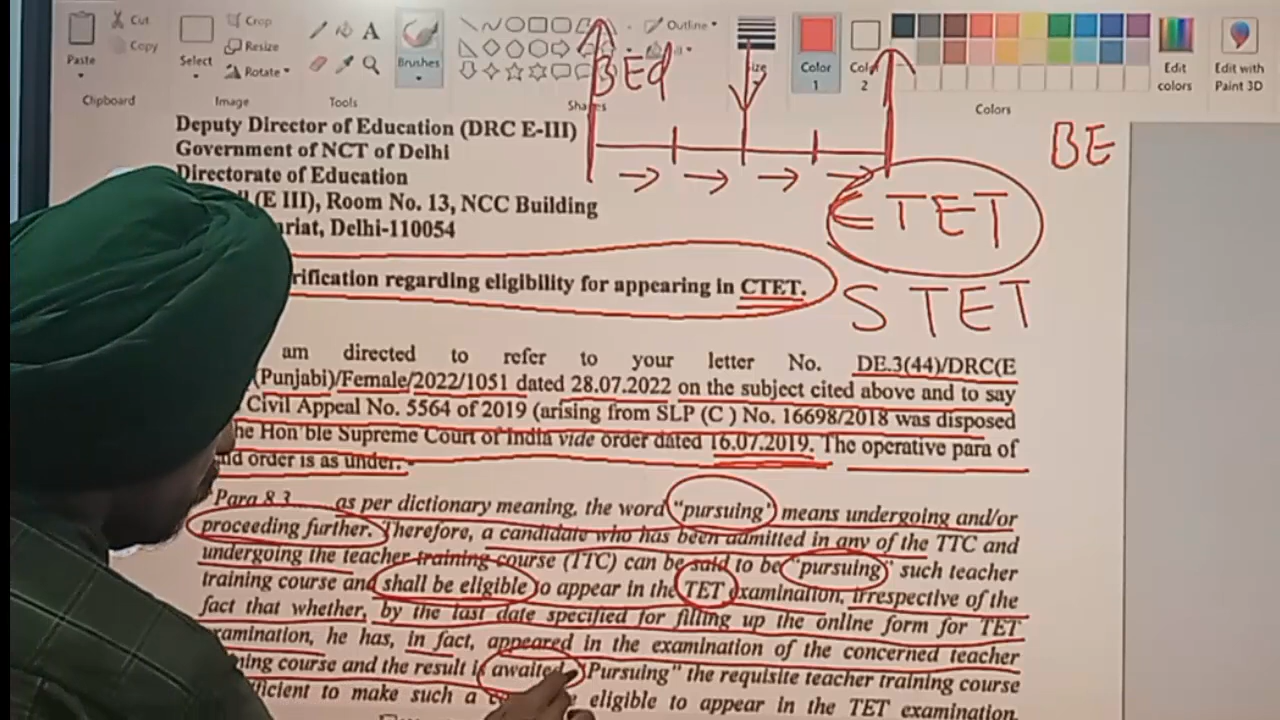 Cut
Crop
Outline
A
Copy
Resize
Paste
Select
Rotate
Brushes
BEd
Size
Color
1
Color
2
Edit
colors
Edit with
Paint 3D
Clipboard
Image
Tools
Shapes
Colors
Deputy Director of Education (DRC E-III)
BE
Government of NCT of Delhi
Directorate of Education
(E III), Room No. 13, NCC Building
Delhi-110054
CTET
rification regarding eligibility for appearing in CTET.
STET
am directed to refer to your letter No. DE.3(44)/DRC(E
(Punjabi)/Female/2022/1051 dated 28.07.2022 on the subject cited above and to say
Civil Appeal No. 5564 of 2019 (arising from SLP (C ) No. 16698/2018 was disposed
he Hon'ble Supreme Court of India vide order dated 16.07.2019. The operative para of
order is as under. -
"Para 8.3 as per dictionary meaning, the word "pursuing" means undergoing and/or
proceeding further. Therefore, a candidate who has been admitted in any of the TTC and
undergoing the teacher training course (TTC) can be said to be "pursuing" such teacher
training course and shall be eligible to appear in the TET examination, irrespective of the
fact that whether, by the last date specified for filling up the online form for TET
amination, he has, in fact, appeared in the examination of the concerned teacher
ning course and the result is awaited. Pursuing" the requisite teacher training course
ficient to make such a eligible to appear in the TET examination.